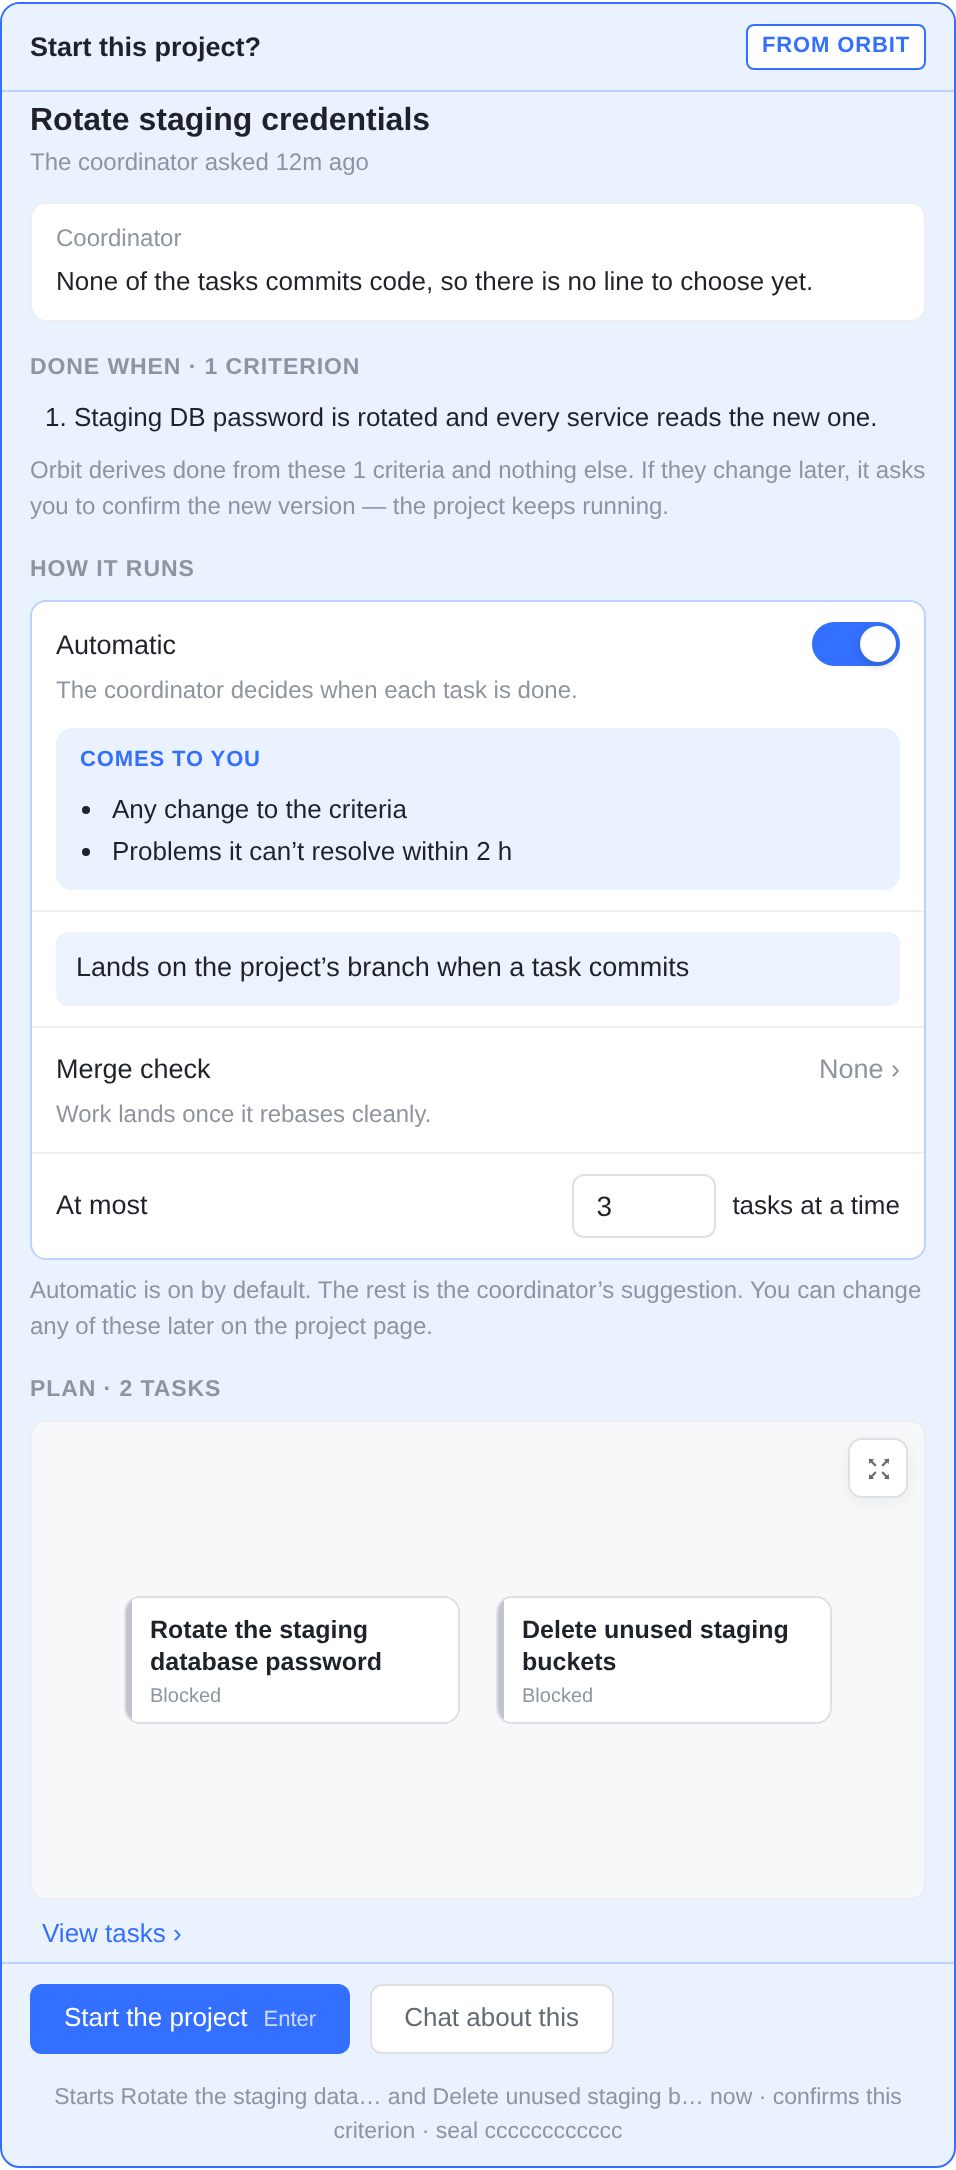 Start this project?
FROM ORBIT
Rotate staging credentials
The coordinator asked 12m ago
Coordinator
None of the tasks commits code, so there is no line to choose yet.
DONE WHEN · 1 CRITERION
1. Staging DB password is rotated and every service reads the new one.
Orbit derives done from these 1 criteria and nothing else. If they change later, it asks
you to confirm the new version — the project keeps running.
HOW IT RUNS
Automatic
The coordinator decides when each task is done.
COMES TO YOU
• Any change to the criteria
• Problems it can’t resolve within 2 h
Lands on the project’s branch when a task commits
Merge check
None ›
Work lands once it rebases cleanly.
At most
3
tasks at a time
Automatic is on by default. The rest is the coordinator’s suggestion. You can change
any of these later on the project page.
PLAN · 2 TASKS
Rotate the staging
database password
Blocked
Delete unused staging
buckets
Blocked
View tasks ›
Start the project Enter
Chat about this
Starts Rotate the staging data… and Delete unused staging b… now · confirms this
criterion · seal cccccccccccc